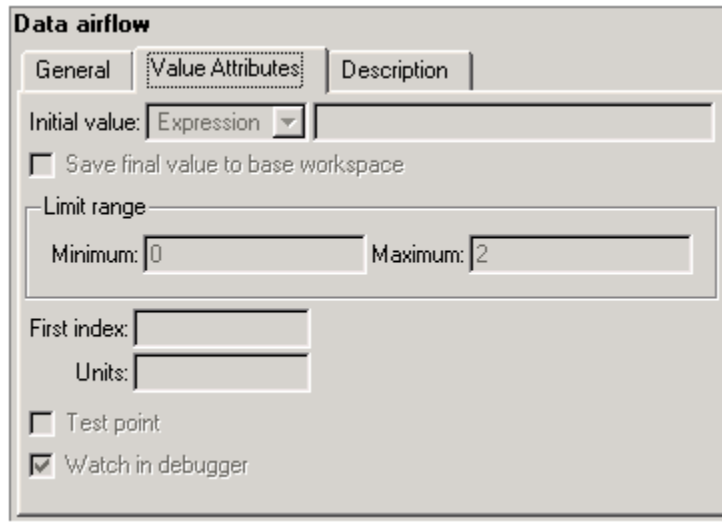 Data airflow
General Value Attributes Description
Initial value: Expression
Save final value to base workspace
Limit range
Minimum: 0 Maximum: 2
First index:
Units:
Test point
Watch in debugger